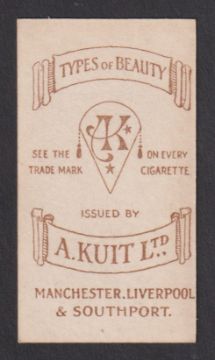 TYPES OF BEAUTY
AK
SEE THE ON EVERY
TRADE MARK CIGARETTE
ISSUED BY
A. KUIT LTD.
MANCHESTER. LIVERPOOL
& SOUTHPORT.